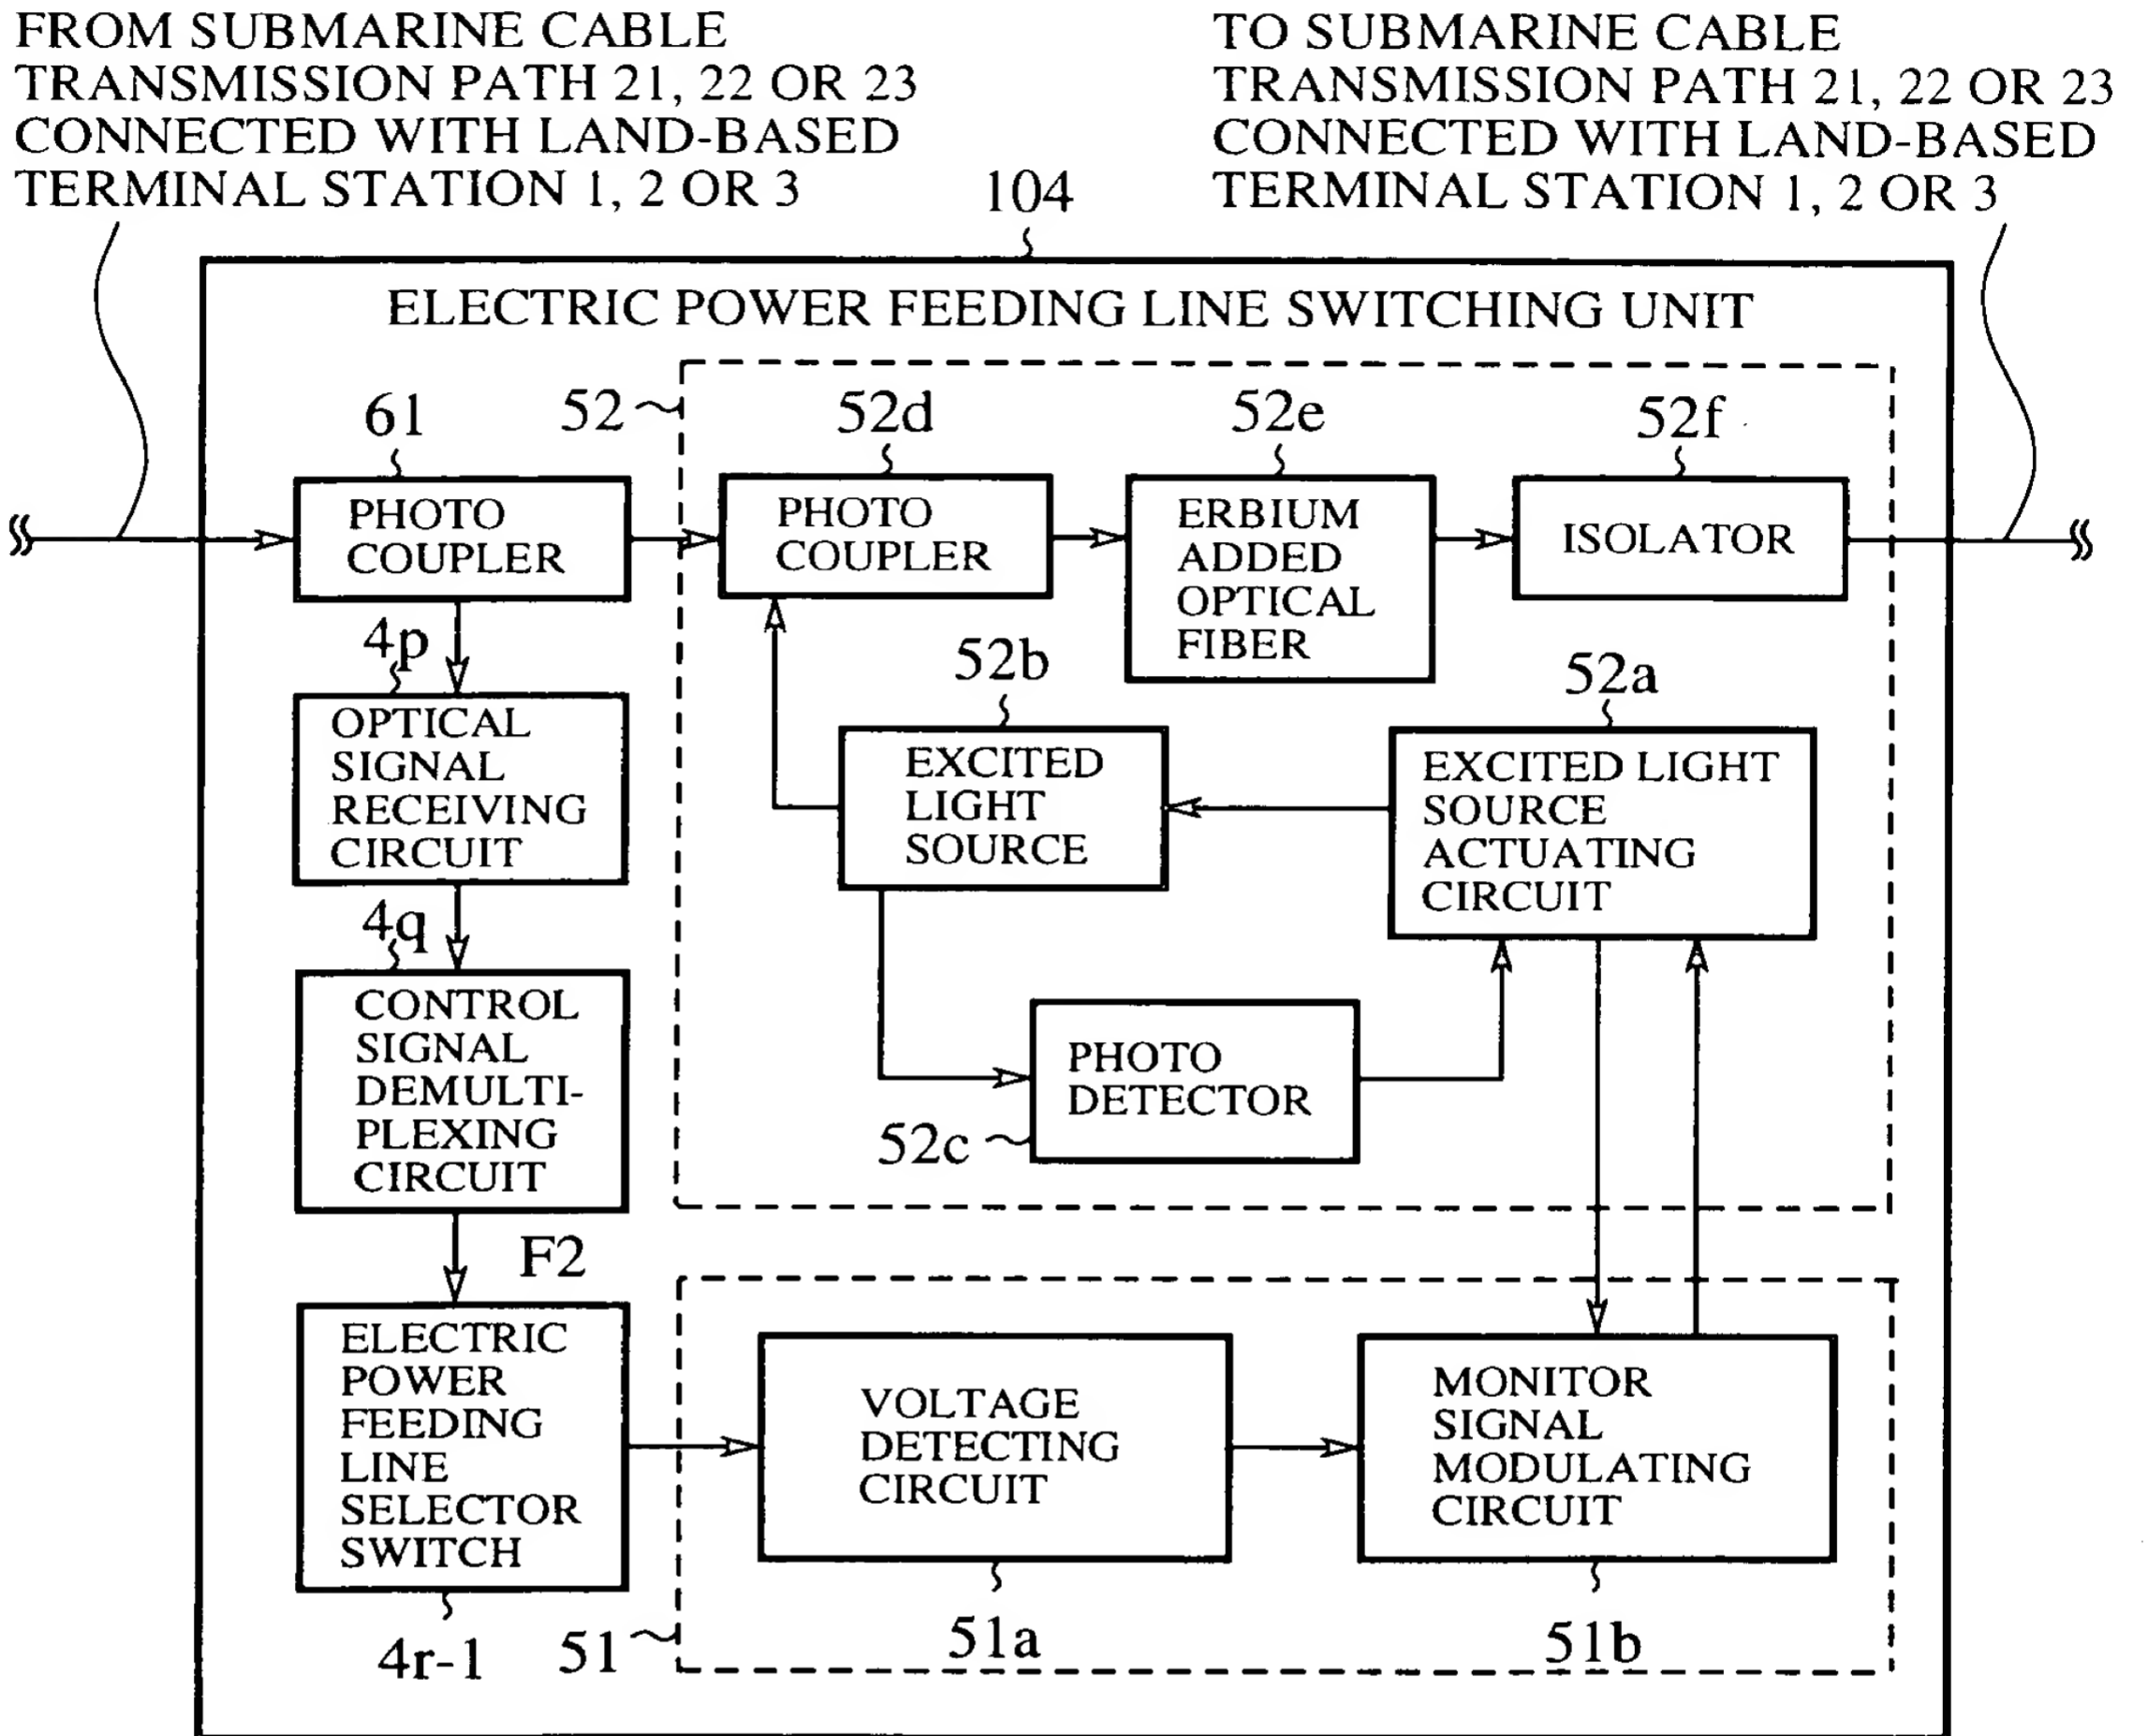 FROM SUBMARINE CABLE
TRANSMISSION PATH 21, 22 OR 23
CONNECTED WITH LAND-BASED
TERMINAL STATION 1, 2 OR 3
TO SUBMARINE CABLE
TRANSMISSION PATH 21, 22 OR 23
CONNECTED WITH LAND-BASED
TERMINAL STATION 1, 2 OR 3
104
ELECTRIC POWER FEEDING LINE SWITCHING UNIT
61
52
52d
52e
52f
PHOTO
COUPLER
PHOTO
COUPLER
ERBIUM
ADDED
OPTICAL
FIBER
ISOLATOR
4p
52b
52a
OPTICAL
SIGNAL
RECEIVING
CIRCUIT
EXCITED
LIGHT
SOURCE
EXCITED LIGHT
SOURCE
ACTUATING
CIRCUIT
4q
CONTROL
SIGNAL
DEMULTI-
PLEXING
CIRCUIT
PHOTO
DETECTOR
52c
F2
ELECTRIC
POWER
FEEDING
LINE
SELECTOR
SWITCH
VOLTAGE
DETECTING
CIRCUIT
MONITOR
SIGNAL
MODULATING
CIRCUIT
4r-1
51
51a
51b